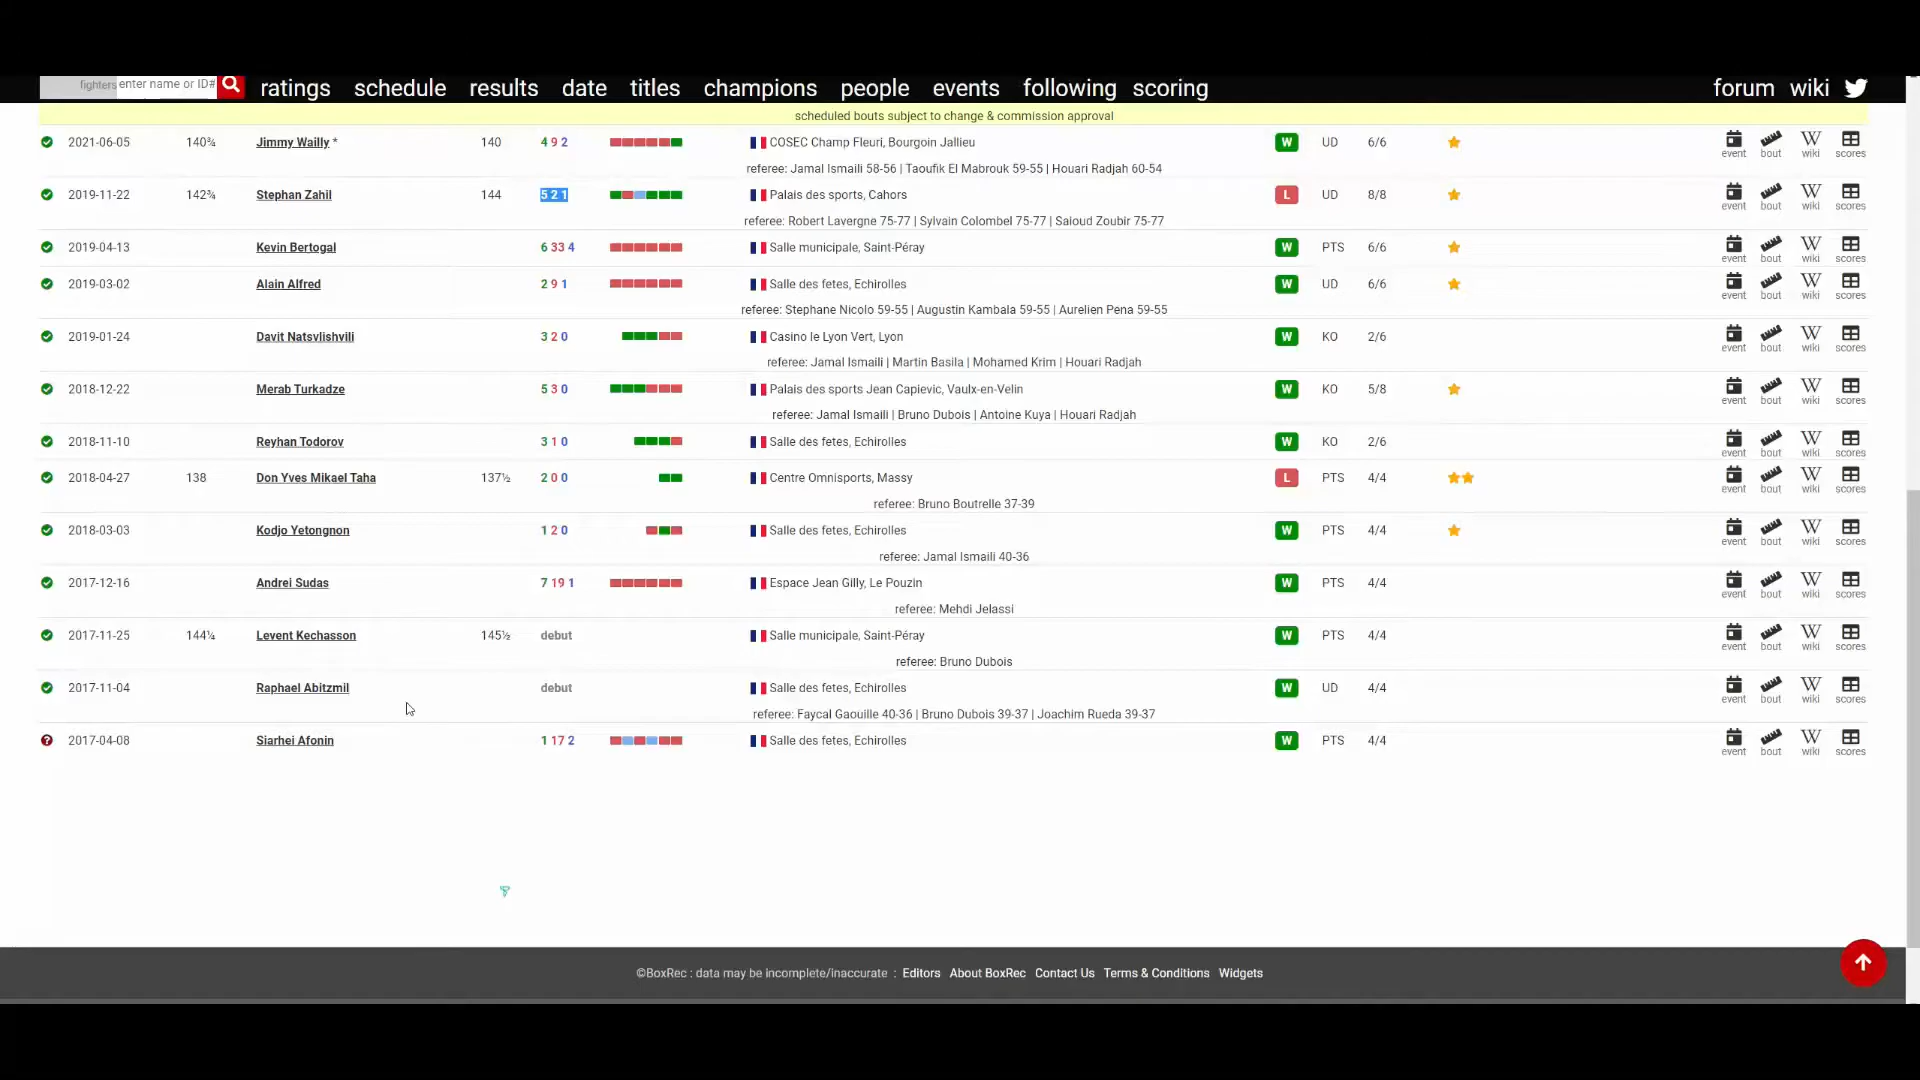 fighters enter name or ID# ratings schedule results date titles champions people events following scoring forum wiki
scheduled bouts subject to change & commission approval
2021-06-05 140¾ Jimmy Wailly * 140 4 9 2 COSEC Champ Fleuri, Bourgoin Jallieu W UD 6/6 event bout wiki scores
referee: Jamal Ismaili 58-56 | Taoufik El Mabrouk 59-55 | Houari Radjah 60-54
2019-11-22 142¾ Stephan Zahil 144 5 2 1 Palais des sports, Cahors L UD 8/8 event bout wiki scores
referee: Robert Lavergne 75-77 | Sylvain Colombel 75-77 | Saioud Zoubir 75-77
2019-04-13 Kevin Bertogal 6 33 4 Salle municipale, Saint-Péray W PTS 6/6 event bout wiki scores
2019-03-02 Alain Alfred 2 9 1 Salle des fetes, Echirolles W UD 6/6 event bout wiki scores
referee: Stephane Nicolo 59-55 | Augustin Kambala 59-55 | Aurelien Pena 59-55
2019-01-24 Davit Natsvlishvili 3 2 0 Casino le Lyon Vert, Lyon W KO 2/6 event bout wiki scores
referee: Jamal Ismaili | Martin Basila | Mohamed Krim | Houari Radjah
2018-12-22 Merab Turkadze 5 3 0 Palais des sports Jean Capievic, Vaulx-en-Velin W KO 5/8 event bout wiki scores
referee: Jamal Ismaili | Bruno Dubois | Antoine Kuya | Houari Radjah
2018-11-10 Reyhan Todorov 3 1 0 Salle des fetes, Echirolles W KO 2/6 event bout wiki scores
2018-04-27 138 Don Yves Mikael Taha 137½ 2 0 0 Centre Omnisports, Massy L PTS 4/4 event bout wiki scores
referee: Bruno Boutrelle 37-39
2018-03-03 Kodjo Yetongnon 1 2 0 Salle des fetes, Echirolles W PTS 4/4 event bout wiki scores
referee: Jamal Ismaili 40-36
2017-12-16 Andrei Sudas 7 19 1 Espace Jean Gilly, Le Pouzin W PTS 4/4 event bout wiki scores
referee: Mehdi Jelassi
2017-11-25 144¼ Levent Kechasson 145½ debut Salle municipale, Saint-Péray W PTS 4/4 event bout wiki scores
referee: Bruno Dubois
2017-11-04 Raphael Abitzmil debut Salle des fetes, Echirolles W UD 4/4 event bout wiki scores
referee: Faycal Gaouille 40-36 | Bruno Dubois 39-37 | Joachim Rueda 39-37
2017-04-08 Siarhei Afonin 1 17 2 Salle des fetes, Echirolles W PTS 4/4 event bout wiki scores
©BoxRec : data may be incomplete/inaccurate : Editors About BoxRec Contact Us Terms & Conditions Widgets